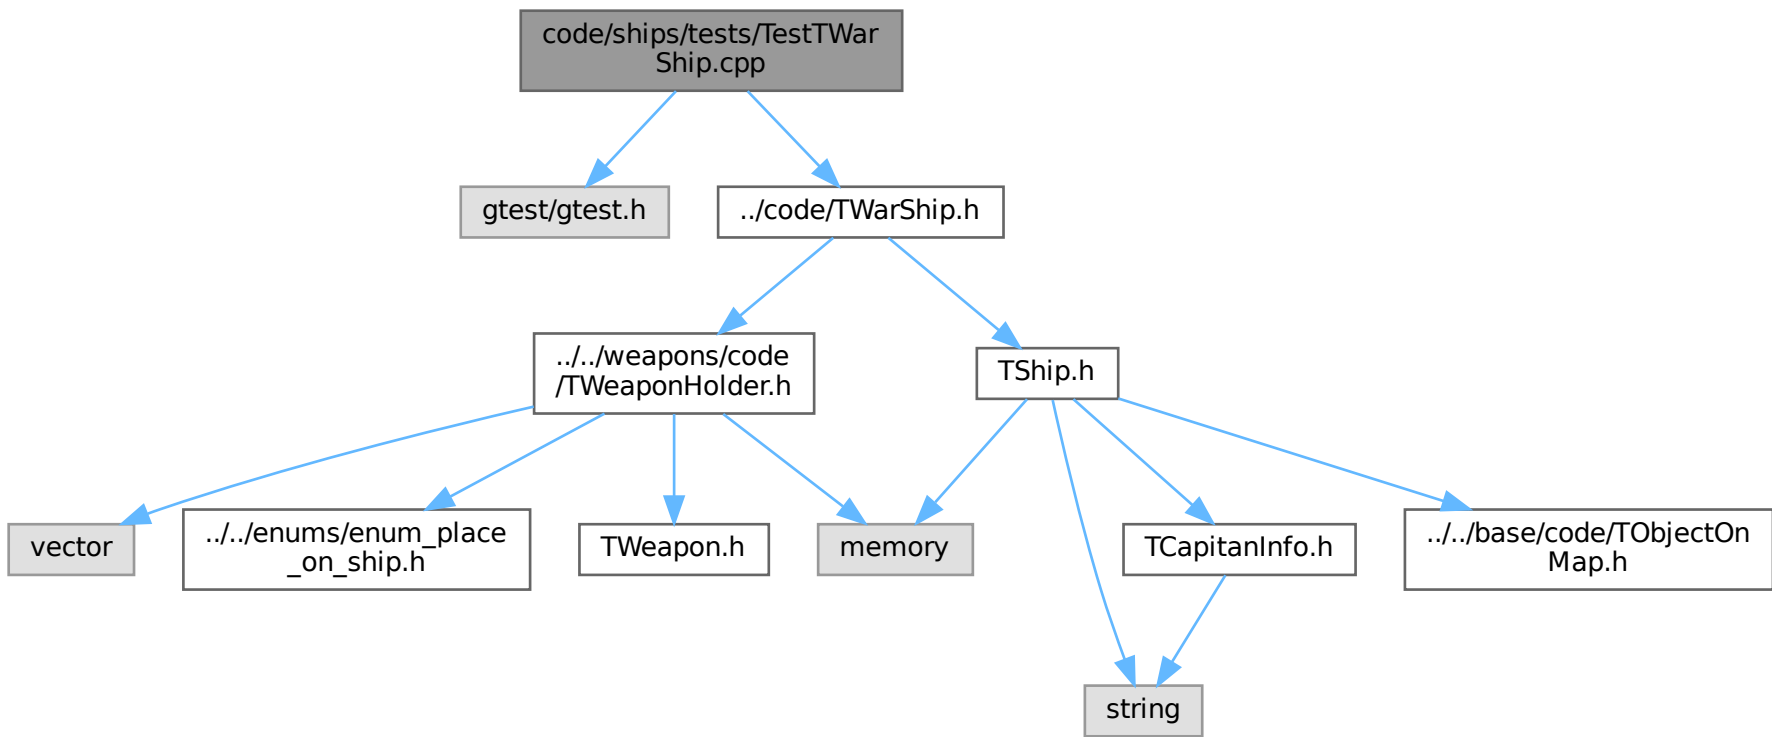 code/ships/tests/TestTWar
Ship.cpp
gtest/gtest.h
../code/TWarShip.h
../../weapons/code
/TWeaponHolder.h
TShip.h
vector
../../enums/enum_place
_on_ship.h
TWeapon.h
memory
TCapitanInfo.h
../../base/code/TObjectOn
Map.h
string